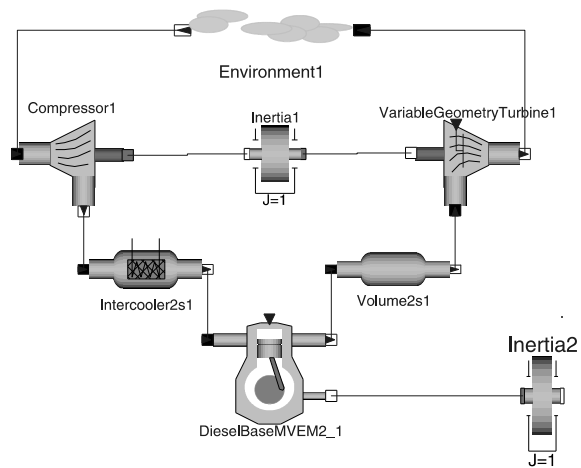 Environment1
Compressor1
Inertia1
VariableGeometryTurbine1
J=1
Intercooler2s1
Volume2s1
Inertia2
DieselBaseMVEM2_1
J=1